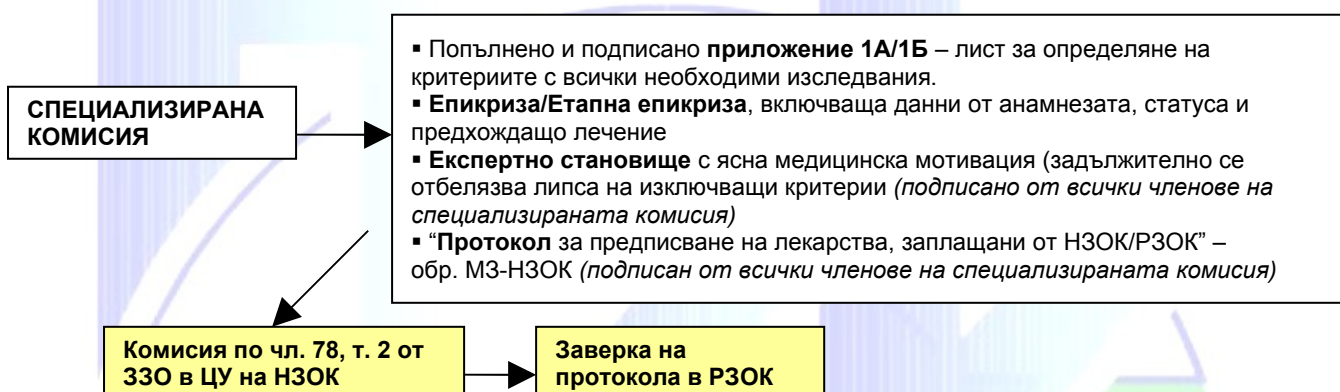 СПЕЦИАЛИЗИРАНА
КОМИСИЯ
▪ Попълнено и подписано приложение 1А/1Б – лист за определяне на
критериите с всички необходими изследвания.
▪ Епикриза/Етапна епикриза, включваща данни от анамнезата, статуса и
предхождащо лечение
▪ Експертно становище с ясна медицинска мотивация (задължително се
отбелязва липса на изключващи критерии (подписано от всички членове на
специализираната комисия)
▪ “Протокол за предписване на лекарства, заплащани от НЗОК/РЗОК” –
обр. МЗ-НЗОК (подписан от всички членове на специализираната комисия)
Комисия по чл. 78, т. 2 от
ЗЗО в ЦУ на НЗОК
Заверка на
протокола в РЗОК